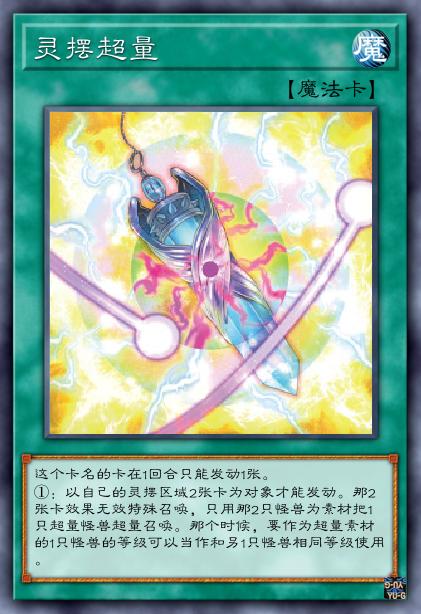 灵摆超量
魔
【魔法卡】
这个卡名的卡在1回合只能发动1张。
①：以自己的灵摆区域2张卡为对象才能发动。那2
张卡效果无效特殊召唤，只用那2只怪兽为素材把1
只超量怪兽超量召唤。那个时候，要作为超量素材
的1只怪兽的等级可以当作和另1只怪兽相同等级使用
。